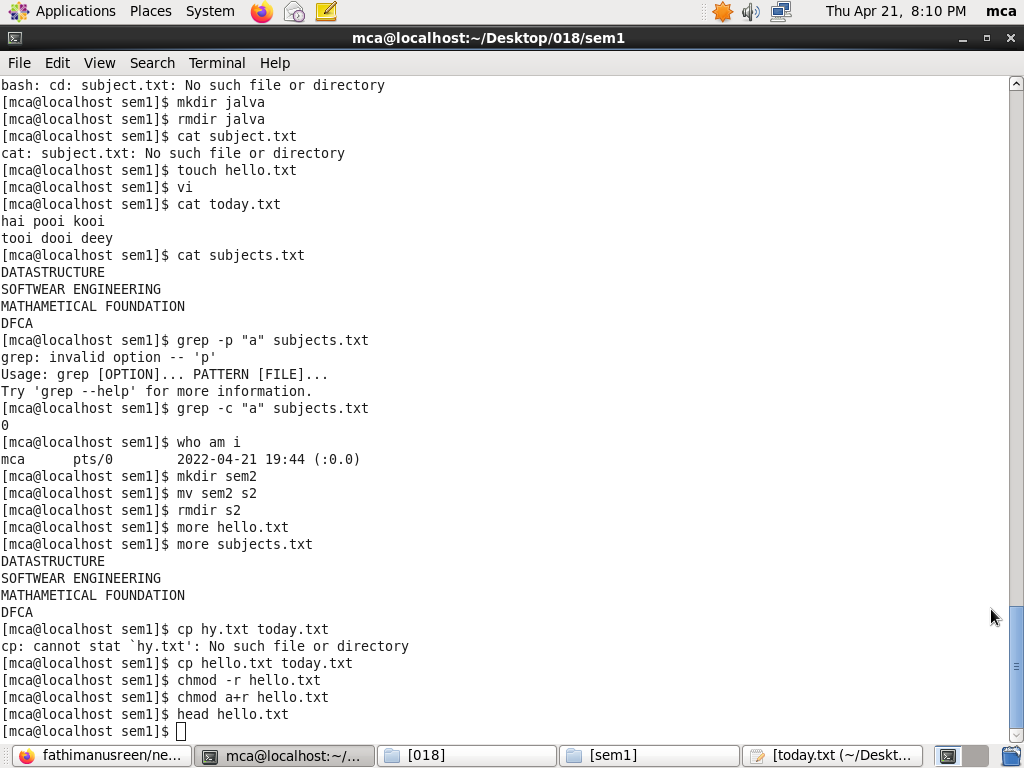 Applications Places System Thu Apr 21, 8:10 PM mca
mca@localhost:~/Desktop/018/sem1
File Edit View Search Terminal Help
bash: cd: subject.txt: No such file or directory
[mca@localhost sem1]$ mkdir jalva
[mca@localhost sem1]$ rmdir jalva
[mca@localhost sem1]$ cat subject.txt
cat: subject.txt: No such file or directory
[mca@localhost sem1]$ touch hello.txt
[mca@localhost sem1]$ vi
[mca@localhost sem1]$ cat today.txt
hai pooi kooi
tooi dooi deey
[mca@localhost sem1]$ cat subjects.txt
DATASTRUCTURE
SOFTWEAR ENGINEERING
MATHAMETICAL FOUNDATION
DFCA
[mca@localhost sem1]$ grep -p "a" subjects.txt
grep: invalid option -- 'p'
Usage: grep [OPTION]... PATTERN [FILE]...
Try 'grep --help' for more information.
[mca@localhost sem1]$ grep -c "a" subjects.txt
0
[mca@localhost sem1]$ who am i
mca      pts/0        2022-04-21 19:44 (:0.0)
[mca@localhost sem1]$ mkdir sem2
[mca@localhost sem1]$ mv sem2 s2
[mca@localhost sem1]$ rmdir s2
[mca@localhost sem1]$ more hello.txt
[mca@localhost sem1]$ more subjects.txt
DATASTRUCTURE
SOFTWEAR ENGINEERING
MATHAMETICAL FOUNDATION
DFCA
[mca@localhost sem1]$ cp hy.txt today.txt
cp: cannot stat `hy.txt': No such file or directory
[mca@localhost sem1]$ cp hello.txt today.txt
[mca@localhost sem1]$ chmod -r hello.txt
[mca@localhost sem1]$ chmod a+r hello.txt
[mca@localhost sem1]$ head hello.txt
[mca@localhost sem1]$
fathimanusreen/ne... mca@localhost:~/... [018] [sem1] [today.txt (~/Deskt...